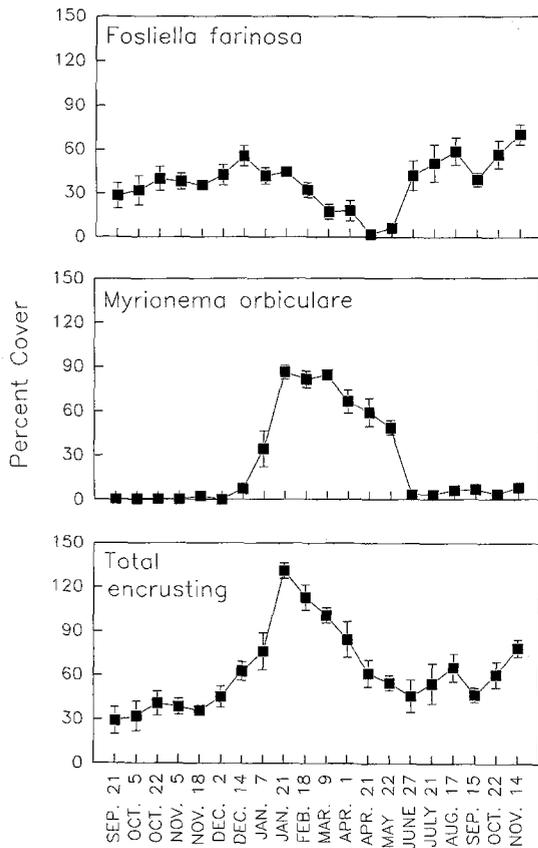 150
120
90
60
30
0
Fosliella farinosa
150
120
90
60
30
0
Myrionema orbiculare
Percent Cover
150
120
90
60
30
0
Total
encrusting
SEP. 21
OCT. 5
OCT. 22
NOV. 5
NOV. 18
DEC. 2
DEC. 14
JAN. 7
JAN. 21
FEB. 18
MAR. 9
APR. 1
APR. 21
MAY 22
JUNE 27
JULY 21
AUG. 17
SEP. 15
OCT. 22
NOV. 14